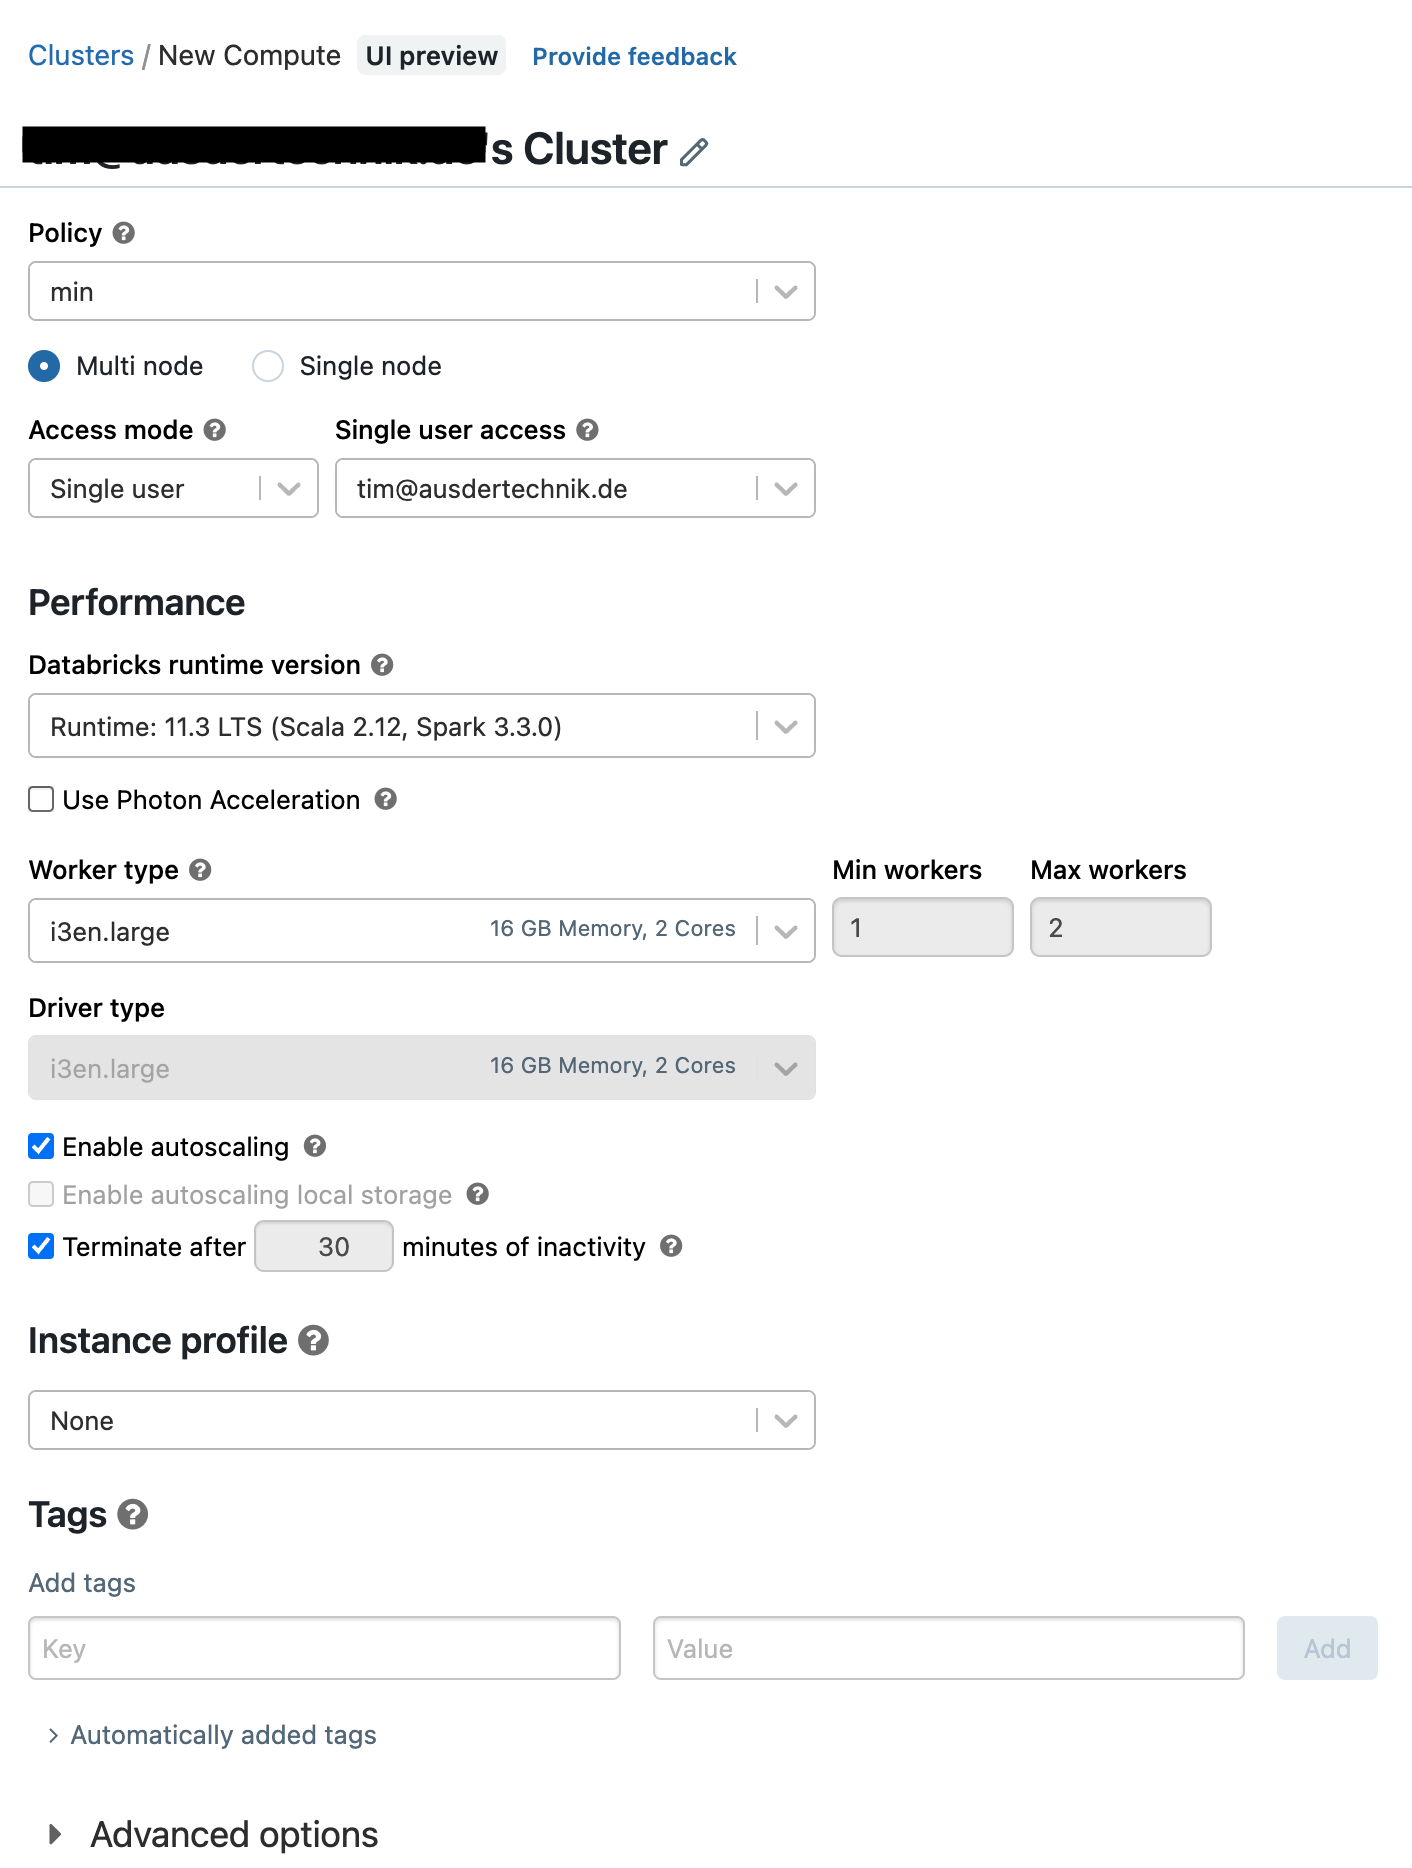 Clusters / New Compute UI preview Provide feedback
's Cluster
Policy
min
Multi node Single node
Access mode Single user access
Single user tim@ausdertechnik.de
Performance
Databricks runtime version
Runtime: 11.3 LTS (Scala 2.12, Spark 3.3.0)
Use Photon Acceleration
Worker type Min workers Max workers
i3en.large 16 GB Memory, 2 Cores 1 2
Driver type
i3en.large 16 GB Memory, 2 Cores
Enable autoscaling
Enable autoscaling local storage
Terminate after 30 minutes of inactivity
Instance profile
None
Tags
Add tags
Key Value Add
Automatically added tags
Advanced options